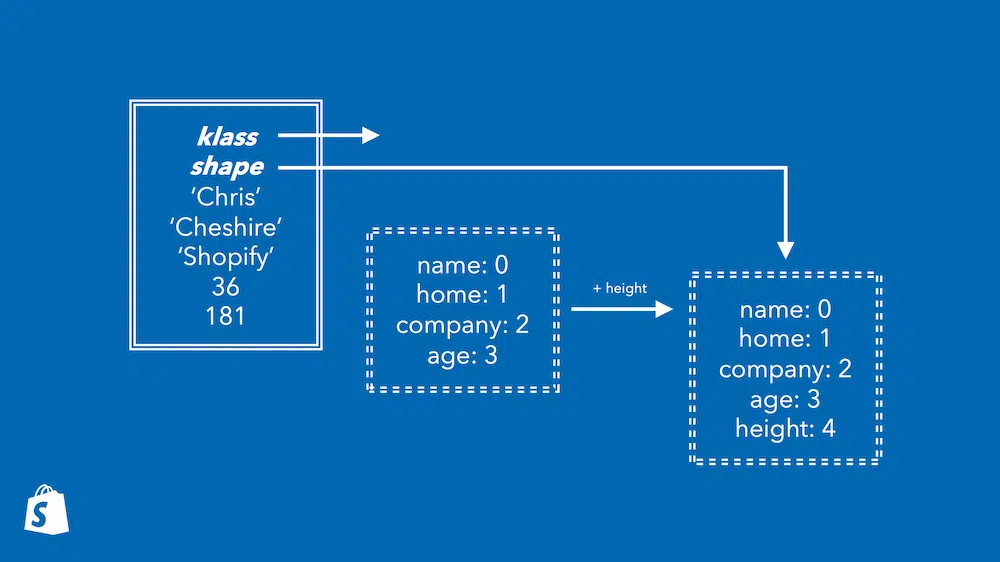 klass
shape
‘Chris’
‘Cheshire’
‘Shopify’
36
181
name: 0
home: 1
company: 2
age: 3
+ height
name: 0
home: 1
company: 2
age: 3
height: 4
S